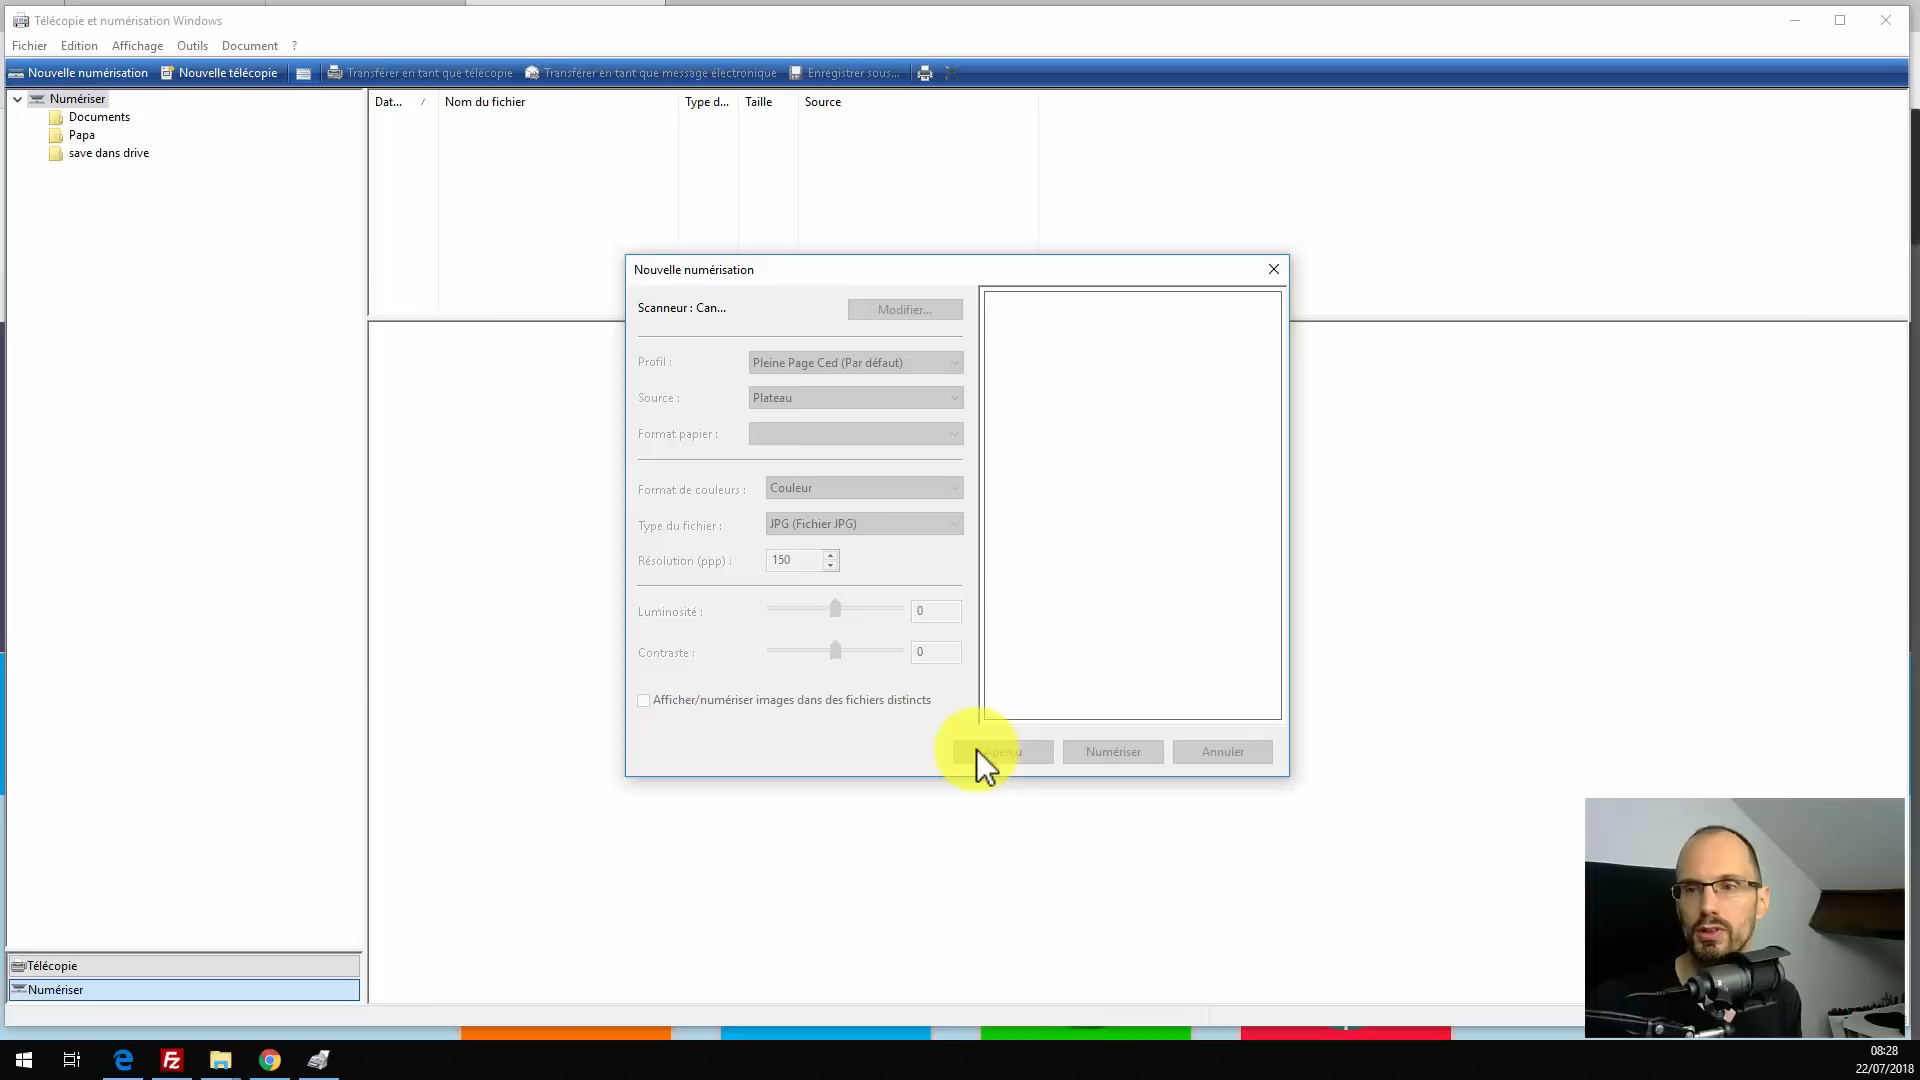 Télécopie et numérisation Windows
Fichier Edition Affichage Outils Document ?
Nouvelle numérisation Nouvelle télécopie Transférer en tant que télécopie Transférer en tant que message électronique Enregistrer sous...
Numériser
Documents
Papa
save dans drive
Dat... Nom du fichier Type d... Taille Source
Nouvelle numérisation
Scanneur : Can... Modifier...
Profil : Pleine Page Ced (Par défaut)
Source : Plateau
Format papier :
Format de couleurs : Couleur
Type du fichier : JPG (Fichier JPG)
Résolution (ppp) : 150
Luminosité : 0
Contraste : 0
Afficher/numériser images dans des fichiers distincts
Aperçu Numériser Annuler
Télécopie
Numériser
08:28
22/07/2018